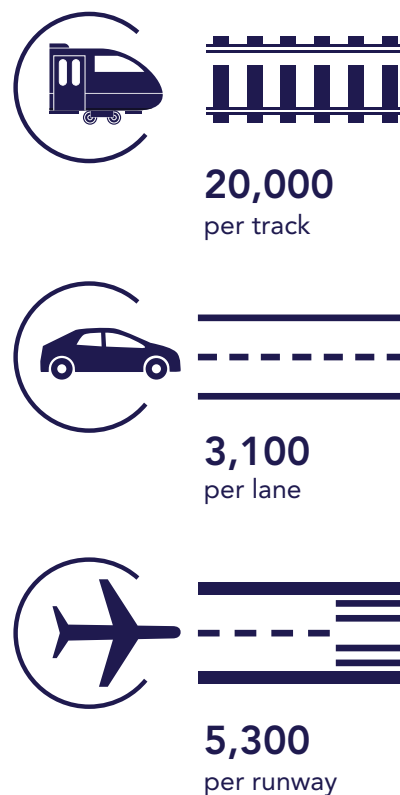 20,000
per track
3,100
per lane
5,300
per runway